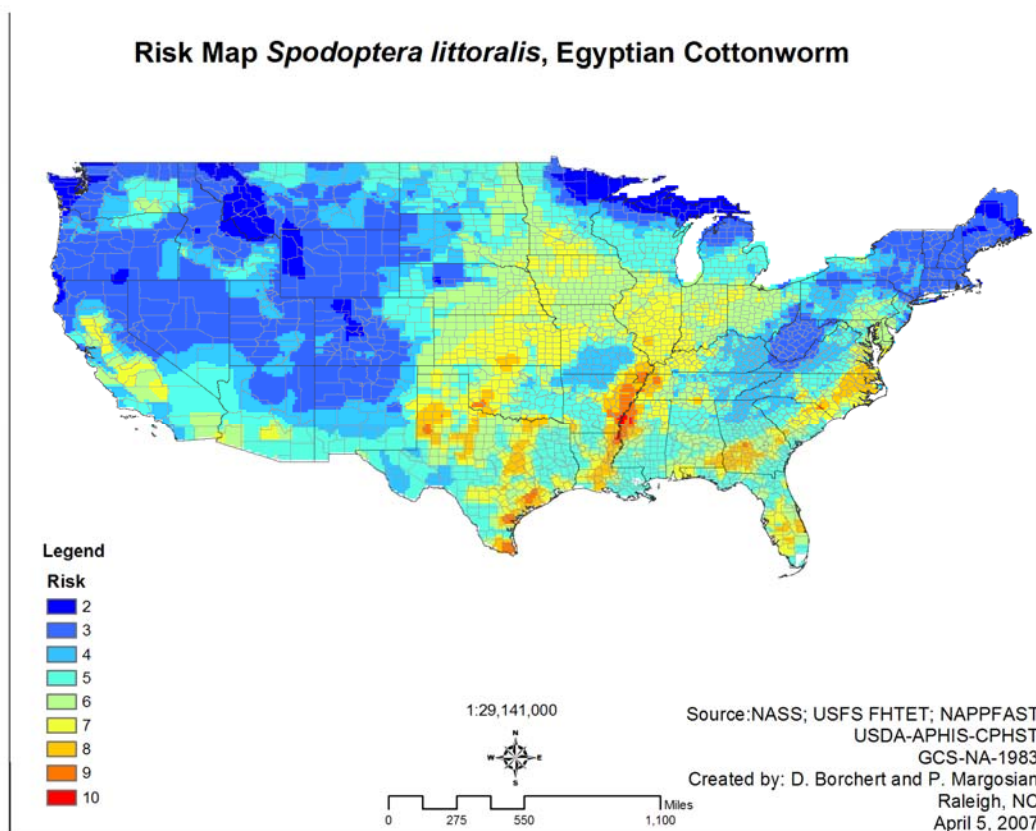 Risk Map Spodoptera littoralis, Egyptian Cottonworm
Legend
Risk
2
3
4
5
6
7
8
9
10
1:29,141,000
N
W E
S
Miles
0 275 550 1,100
Source:NASS; USFS FHTET; NAPPFAST
USDA-APHIS-CPHST
GCS-NA-1983
Created by: D. Borchert and P. Margosian
Raleigh, NC
April 5, 2007